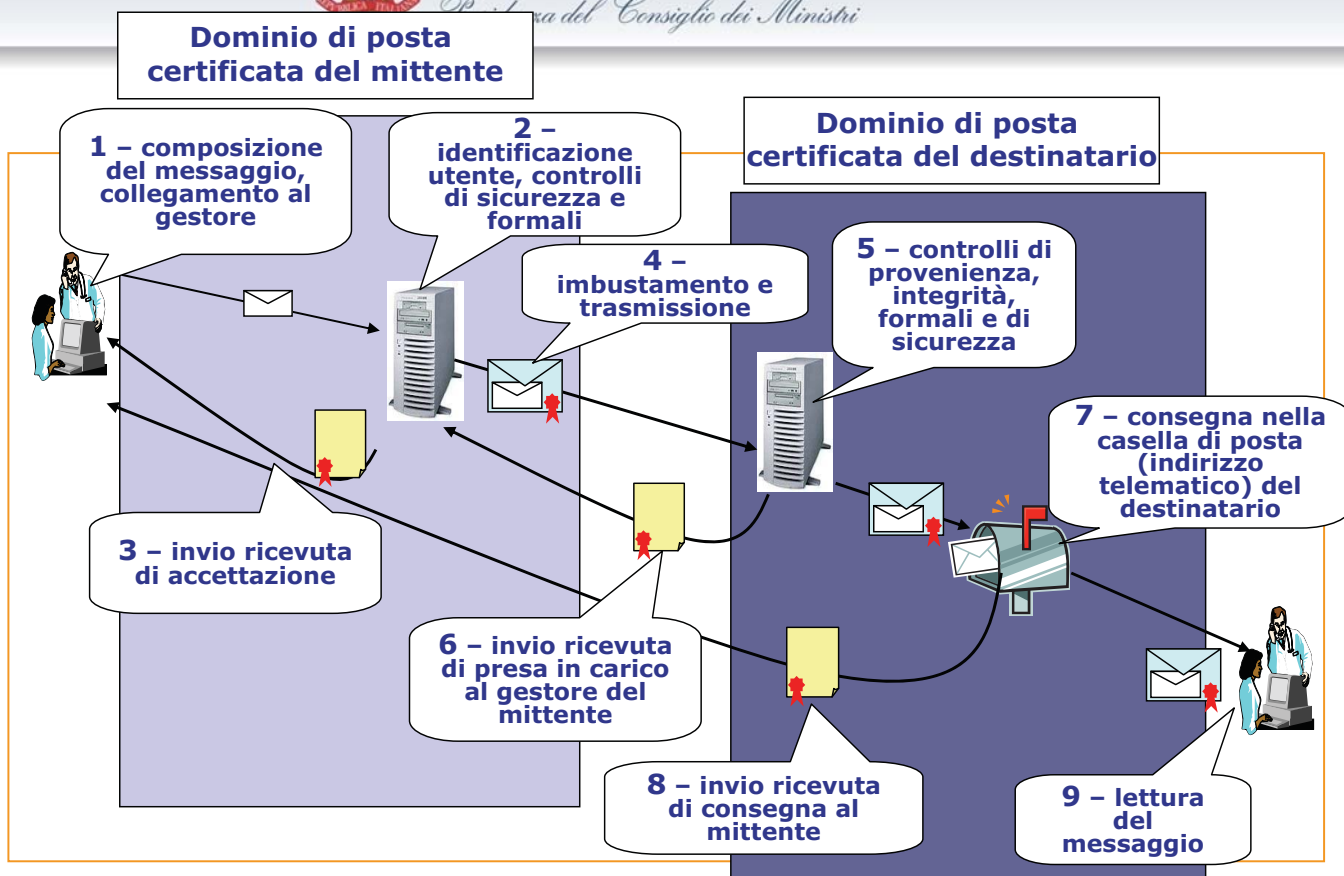 del Consiglio dei Ministri
Dominio di posta
certificata del mittente
Dominio di posta
certificata del destinatario
1 – composizione
del messaggio,
collegamento al
gestore
2 –
identificazione
utente, controlli
di sicurezza e
formali
4 –
imbustamento e
trasmissione
5 – controlli di
provenienza,
integrità,
formali e di
sicurezza
7 – consegna nella
casella di posta
(indirizzo
telematico) del
destinatario
3 – invio ricevuta
di accettazione
6 – invio ricevuta
di presa in carico
al gestore del
mittente
8 – invio ricevuta
di consegna al
mittente
9 – lettura
del
messaggio